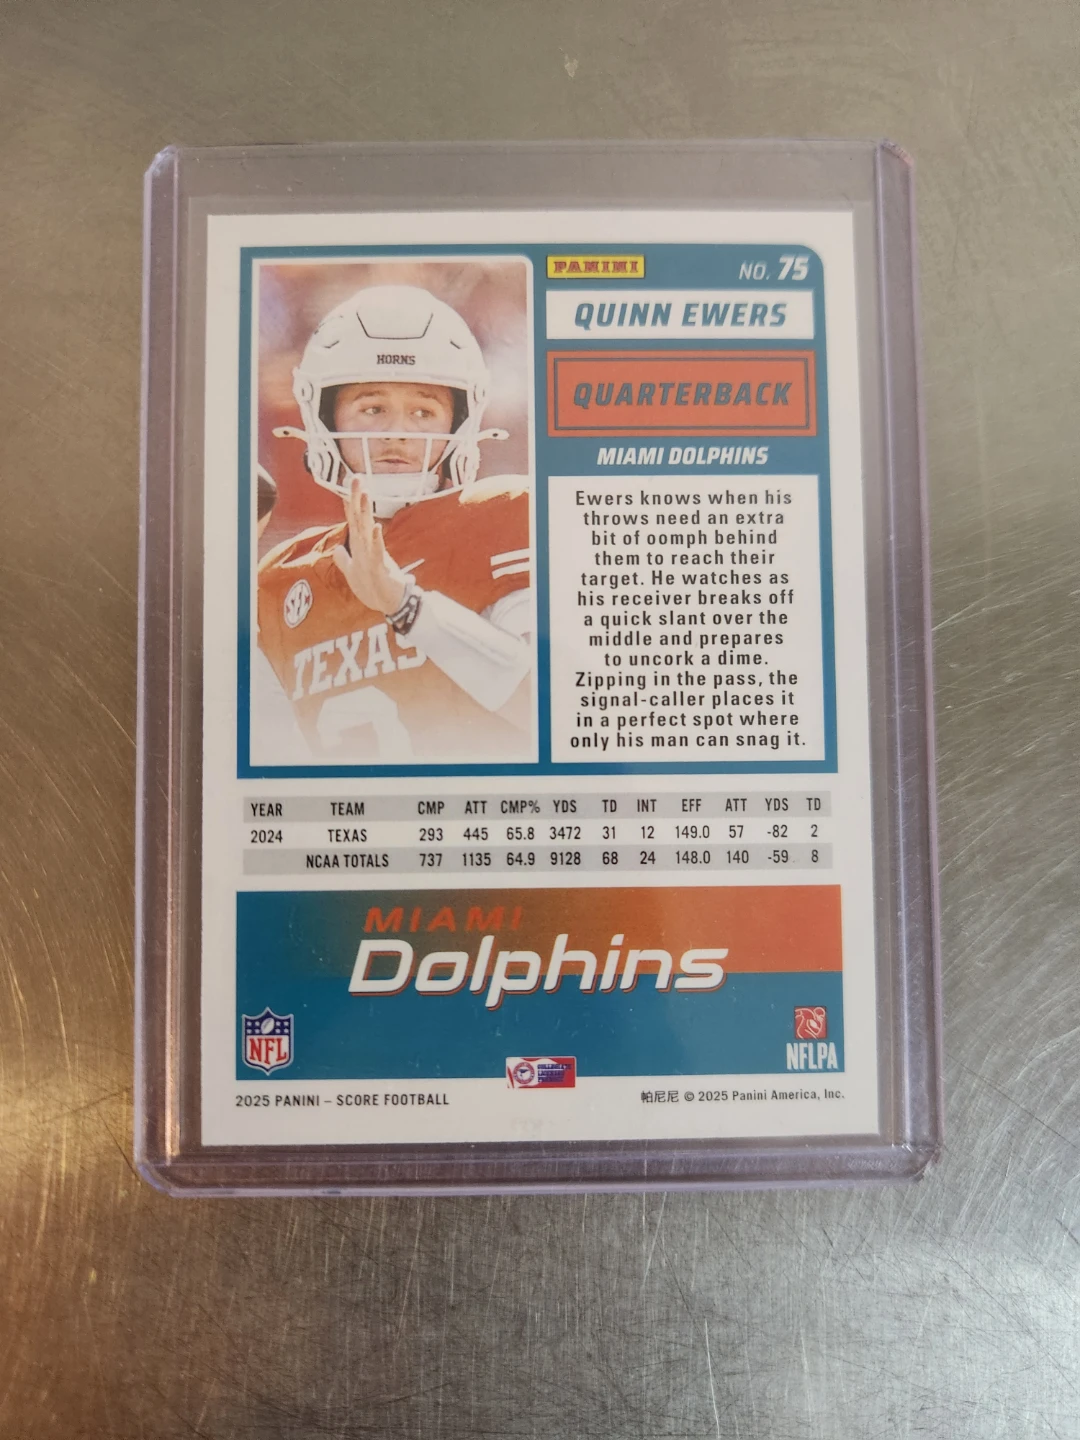 PANINI
NO. 75
QUINN EWERS
QUARTERBACK
MIAMI DOLPHINS
HORNS
SEC
TEXAS
Ewers knows when his
throws need an extra
bit of oomph behind
them to reach their
target. He watches as
his receiver breaks off
a quick slant over the
middle and prepares
to uncork a dime.
Zipping in the pass, the
signal-caller places it
in a perfect spot where
only his man can snag it.
YEAR TEAM CMP ATT CMP% YDS TD INT EFF ATT YDS TD
2024 TEXAS 293 445 65.8 3472 31 12 149.0 57 -82 2
NCAA TOTALS 737 1135 64.9 9128 68 24 148.0 140 -59 8
MIAMI
Dolphins
NFL
NFLPA
2025 PANINI – SCORE FOOTBALL
帕尼尼 © 2025 Panini America, Inc.